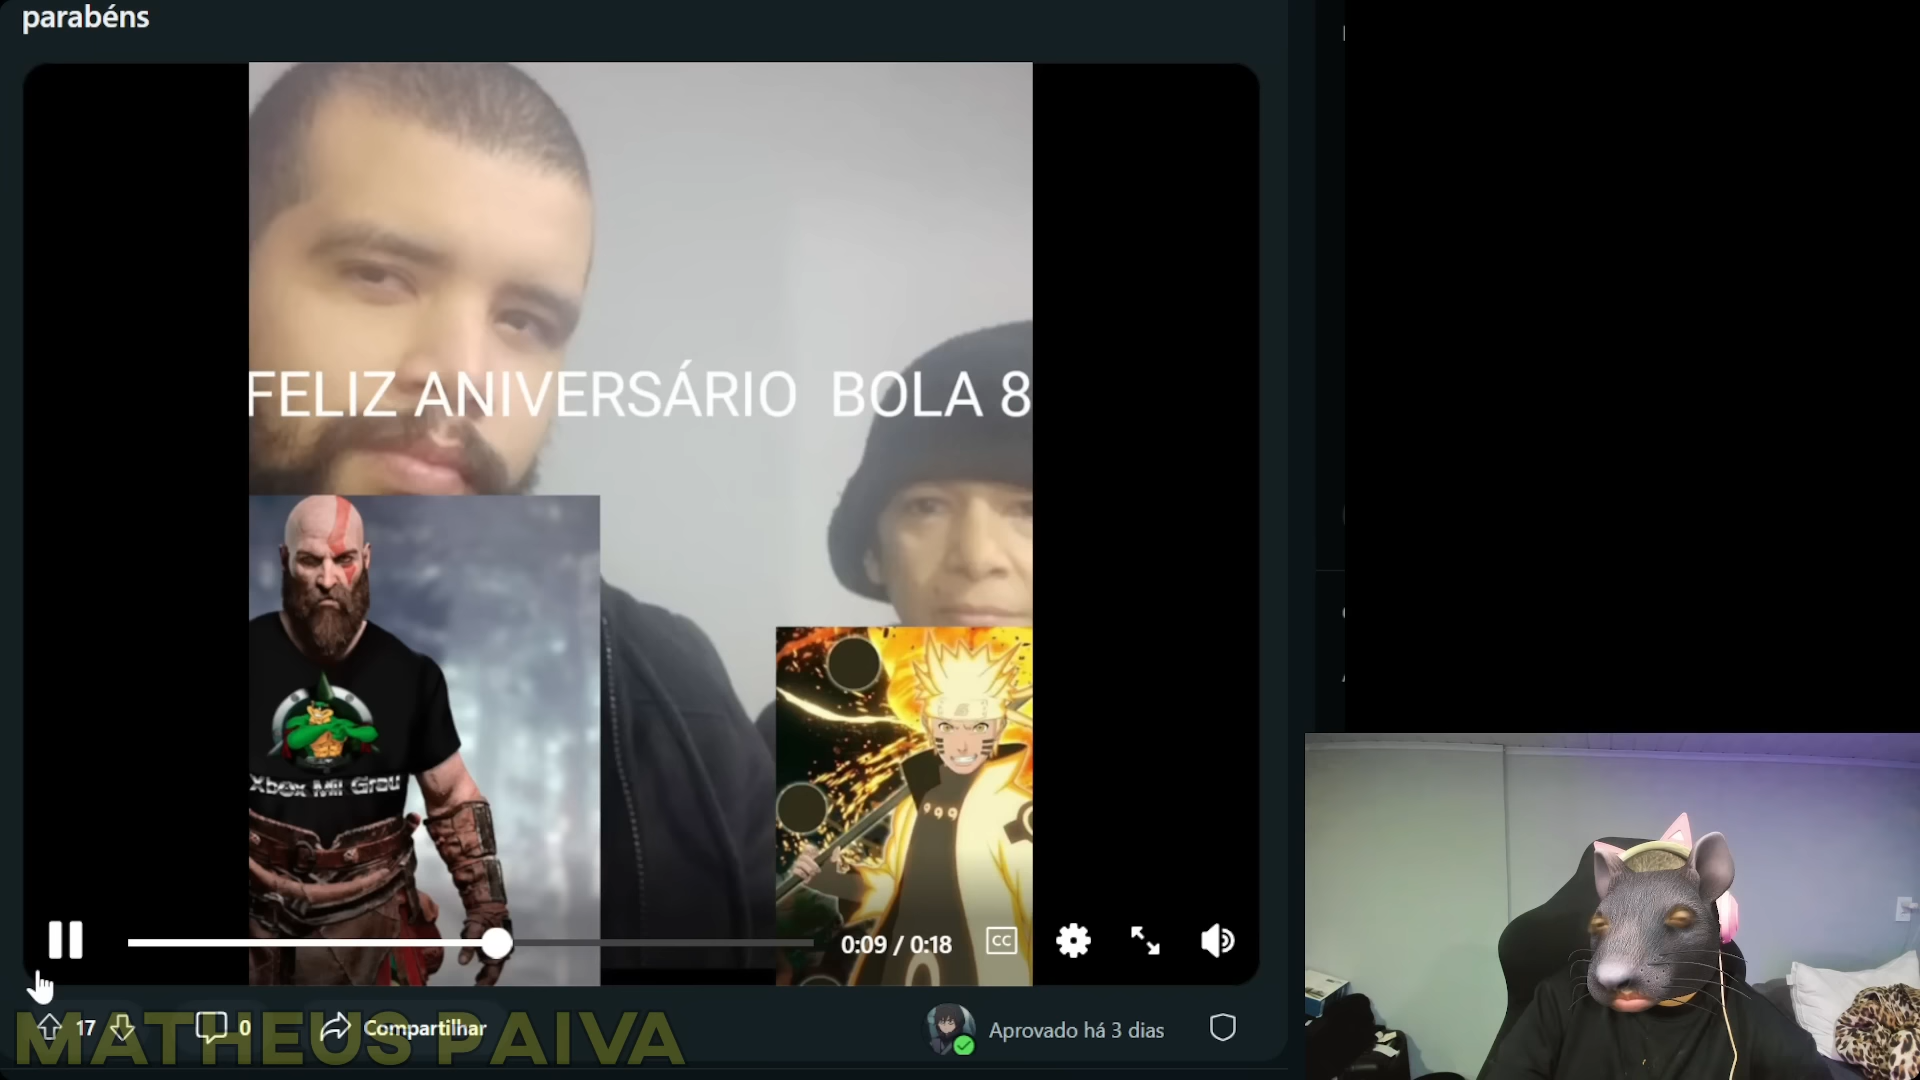 parabéns
FELIZ ANIVERSÁRIO BOLA 8
Xbox Mil Grau
0:09 / 0:18
CC
17
0
Compartilhar
Aprovado há 3 dias
MATHEUS PAIVA